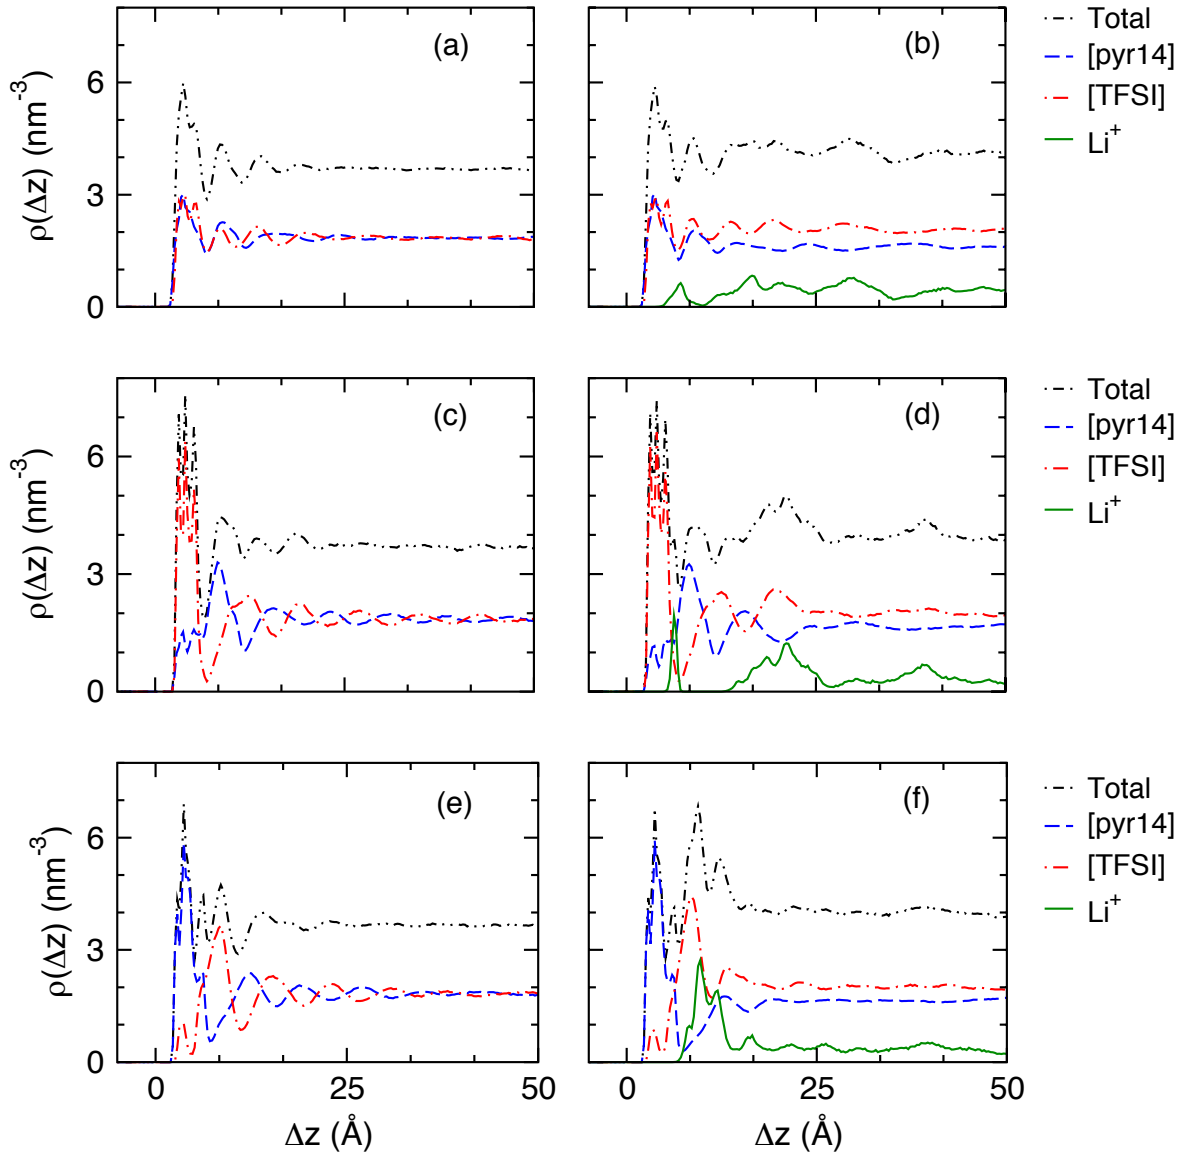 (a)
6
3
0
ρ(Δz) (nm⁻³)
(b)
Total
[pyr14]
[TFSI]
Li⁺
(c)
6
3
0
ρ(Δz) (nm⁻³)
(d)
Total
[pyr14]
[TFSI]
Li⁺
(e)
6
3
0
ρ(Δz) (nm⁻³)
0 25 50
Δz (Å)
(f)
0 25 50
Δz (Å)
Total
[pyr14]
[TFSI]
Li⁺